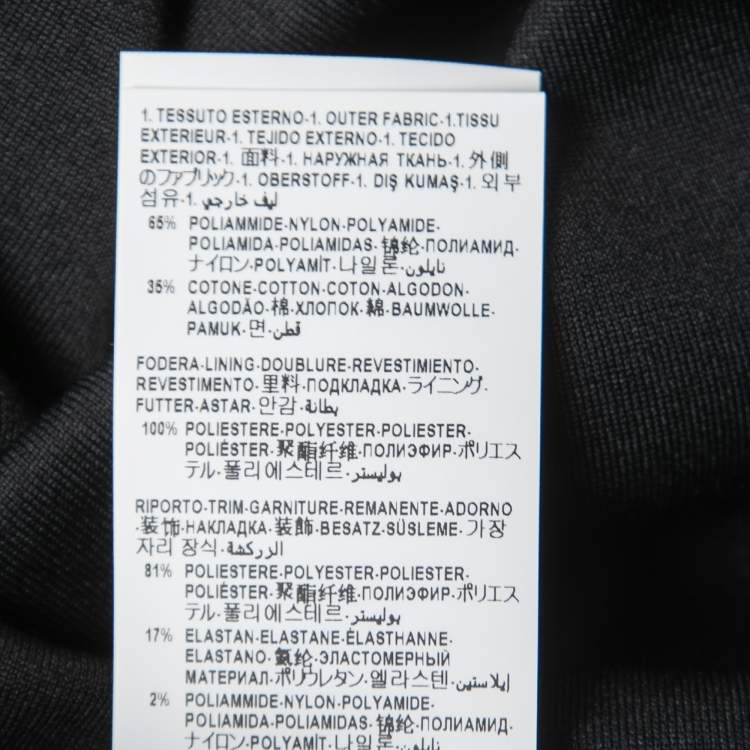 1. TESSUTO ESTERNO-1. OUTER FABRIC-1.TISSU
EXTERIEUR-1. TEJIDO EXTERNO-1. TECIDO
EXTERIOR-1. 面料-1. НАРУЖНАЯ ТКАНЬ-1. 外側
のファブリック-1. OBERSTOFF-1. DIŞ KUMAŞ-1. 외부
섬유-1. ليف خارجي
65% POLIAMMIDE-NYLON-POLYAMIDE-
POLIAMIDA-POLIAMIDAS-锦纶-ПОЛИАМИД-
ナイロン-POLYAMİT-나일론-نايلون
35% COTONE-COTTON-COTON-ALGODON-
ALGODÃO-棉-ХЛОПОК-綿-BAUMWOLLE-
PAMUK-면-قطن
FODERA-LINING-DOUBLURE-REVESTIMIENTO-
REVESTIMENTO-里料-ПОДКЛАДКА-ライニング-
FUTTER-ASTAR-안감-بطانة
100% POLIESTERE-POLYESTER-POLIESTER-
POLIÉSTER-聚酯纤维-ПОЛИЭФИР-ポリエス
テル-폴리에스테르-بوليستر
RIPORTO-TRIM-GARNITURE-REMANENTE-ADORNO
-装饰-НАКЛАДКА-装飾-BESATZ-SÜSLEME-가장
자리 장식-الزركشة
81% POLIESTERE-POLYESTER-POLIESTER-
POLIÉSTER-聚酯纤维-ПОЛИЭФИР-ポリエス
テル-폴리에스테르-بوليستر
17% ELASTAN-ELASTANE-ÉLASTHANNE-
ELASTANO-氨纶-ЭЛАСТОМЕРНЫЙ
МАТЕРИАЛ-ポリウレタン-엘라스텐-إيلاستين
2% POLIAMMIDE-NYLON-POLYAMIDE-
POLIAMIDA-POLIAMIDAS-锦纶-ПОЛИАМИД-
ナイロン-POLYAMİT-나일론-نايلون